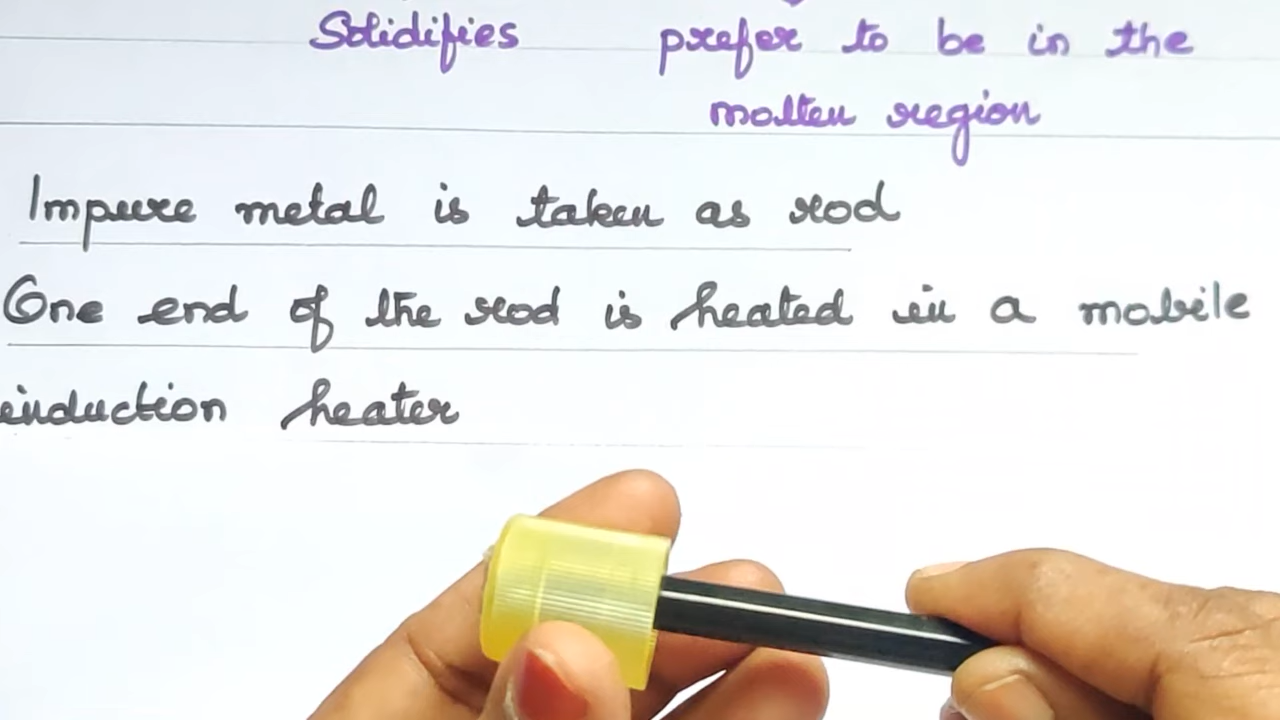 Solidifies prefer to be in the
molten region
Impure metal is taken as rod
One end of the rod is heated in a mobile
induction heater